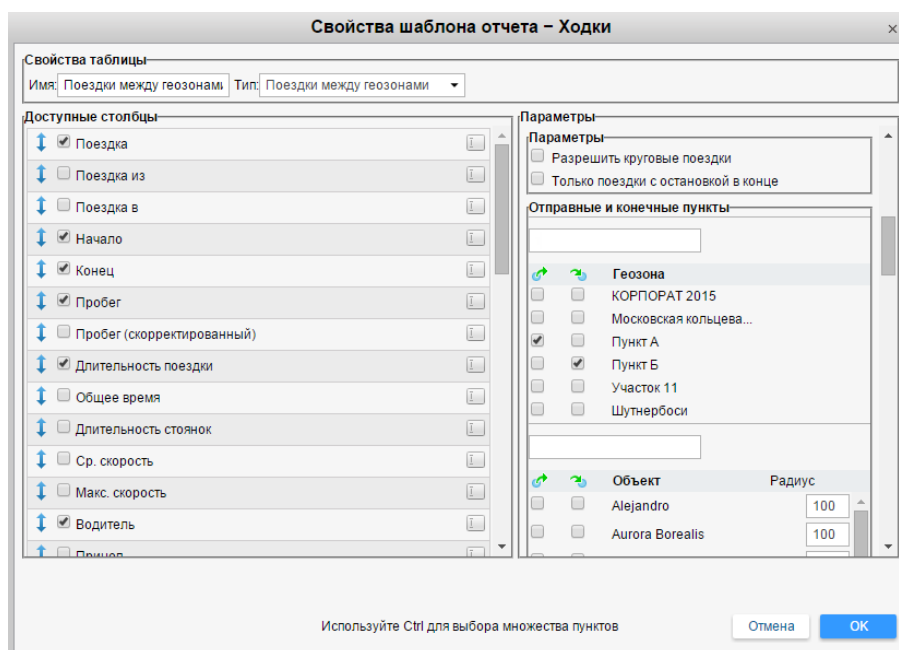 Свойства шаблона отчета – Ходки
Свойства таблицы
Имя: Поездки между геозонами Тип: Поездки между геозонами
Доступные столбцы
Поездка
Поездка из
Поездка в
Начало
Конец
Пробег
Пробег (скорректированный)
Длительность поездки
Общее время
Длительность стоянок
Ср. скорость
Макс. скорость
Водитель
Прицеп
Параметры
Параметры
Разрешить круговые поездки
Только поездки с остановкой в конце
Отправные и конечные пункты
Геозона
КОРПОРАТ 2015
Московская кольцева...
Пункт А
Пункт Б
Участок 11
Шутнербоси
Объект Радиус
Alejandro 100
Aurora Borealis 100
Используйте Ctrl для выбора множества пунктов
Отмена OK